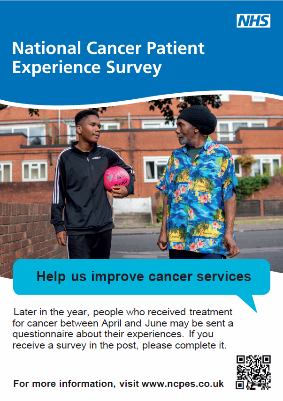 NHS
National Cancer Patient
Experience Survey
Help us improve cancer services
Later in the year, people who received treatment
for cancer between April and June may be sent a
questionnaire about their experiences. If you
receive a survey in the post, please complete it.
For more information, visit www.ncpes.co.uk